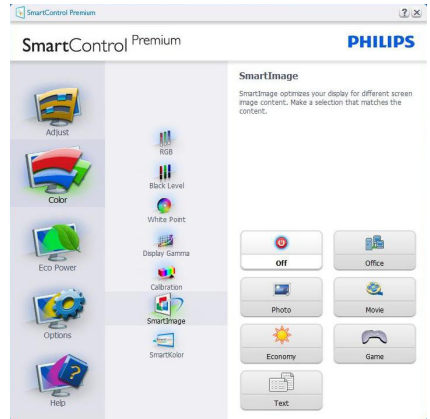 SmartControl Premium
SmartControl Premium
PHILIPS
Adjust
Color
Eco Power
Options
Help
RGB
Black Level
White Point
Display Gamma
Calibration
SmartImage
SmartKolor
SmartImage
SmartImage optimizes your
display for different screen
image content. Make a selection that matches the
content.
Off
Office
Photo
Movie
Economy
Game
Text